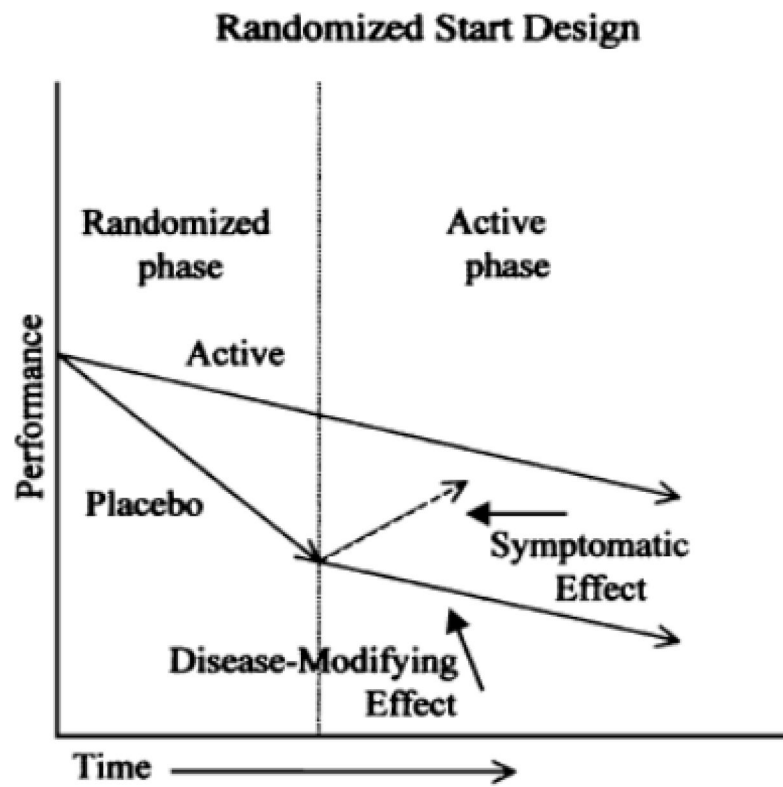 Randomized Start Design
Randomized
phase
Active
phase
Performance
Active
Placebo
Symptomatic
Effect
Disease-Modifying
Effect
Time